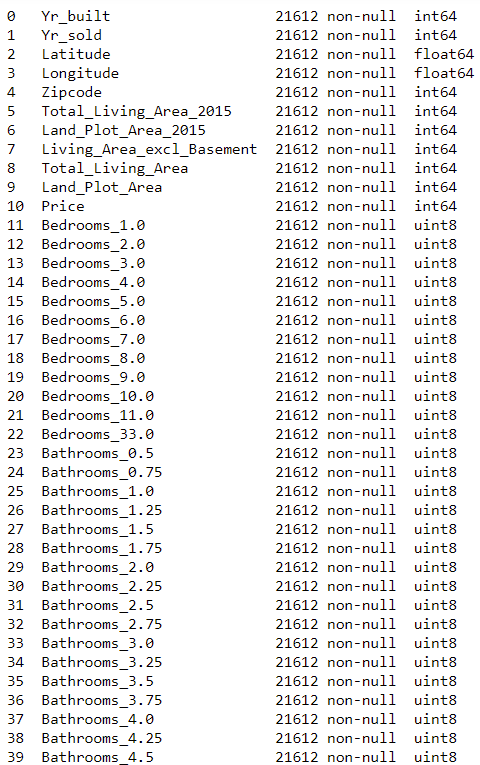 0 Yr_built 21612 non-null int64
1 Yr_sold 21612 non-null int64
2 Latitude 21612 non-null float64
3 Longitude 21612 non-null float64
4 Zipcode 21612 non-null int64
5 Total_Living_Area_2015 21612 non-null int64
6 Land_Plot_Area_2015 21612 non-null int64
7 Living_Area_excl_Basement 21612 non-null int64
8 Total_Living_Area 21612 non-null int64
9 Land_Plot_Area 21612 non-null int64
10 Price 21612 non-null int64
11 Bedrooms_1.0 21612 non-null uint8
12 Bedrooms_2.0 21612 non-null uint8
13 Bedrooms_3.0 21612 non-null uint8
14 Bedrooms_4.0 21612 non-null uint8
15 Bedrooms_5.0 21612 non-null uint8
16 Bedrooms_6.0 21612 non-null uint8
17 Bedrooms_7.0 21612 non-null uint8
18 Bedrooms_8.0 21612 non-null uint8
19 Bedrooms_9.0 21612 non-null uint8
20 Bedrooms_10.0 21612 non-null uint8
21 Bedrooms_11.0 21612 non-null uint8
22 Bedrooms_33.0 21612 non-null uint8
23 Bathrooms_0.5 21612 non-null uint8
24 Bathrooms_0.75 21612 non-null uint8
25 Bathrooms_1.0 21612 non-null uint8
26 Bathrooms_1.25 21612 non-null uint8
27 Bathrooms_1.5 21612 non-null uint8
28 Bathrooms_1.75 21612 non-null uint8
29 Bathrooms_2.0 21612 non-null uint8
30 Bathrooms_2.25 21612 non-null uint8
31 Bathrooms_2.5 21612 non-null uint8
32 Bathrooms_2.75 21612 non-null uint8
33 Bathrooms_3.0 21612 non-null uint8
34 Bathrooms_3.25 21612 non-null uint8
35 Bathrooms_3.5 21612 non-null uint8
36 Bathrooms_3.75 21612 non-null uint8
37 Bathrooms_4.0 21612 non-null uint8
38 Bathrooms_4.25 21612 non-null uint8
39 Bathrooms_4.5 21612 non-null uint8